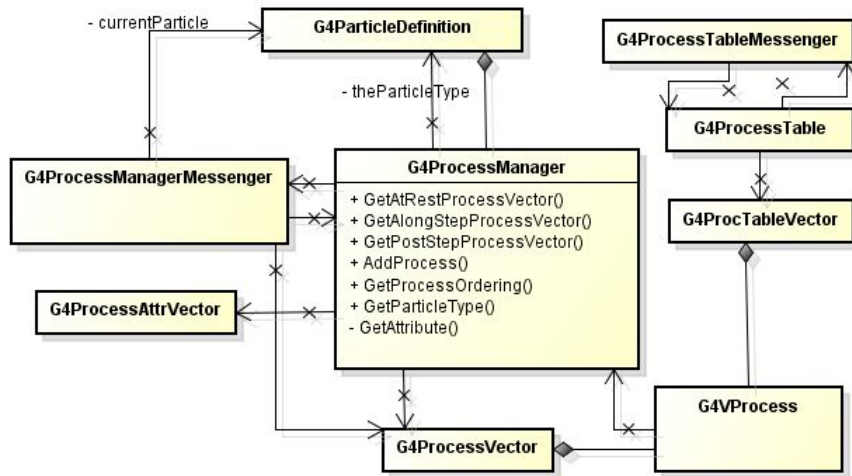 - currentParticle
G4ParticleDefinition
G4ProcessTableMessenger
- theParticleType
G4ProcessTable
G4ProcessManagerMessenger
G4ProcessManager
+ GetAtRestProcessVector()
+ GetAlongStepProcessVector()
+ GetPostStepProcessVector()
+ AddProcess()
+ GetProcessOrdering()
+ GetParticleType()
- GetAttribute()
G4ProcTableVector
G4ProcessAttrVector
G4VProcess
G4ProcessVector